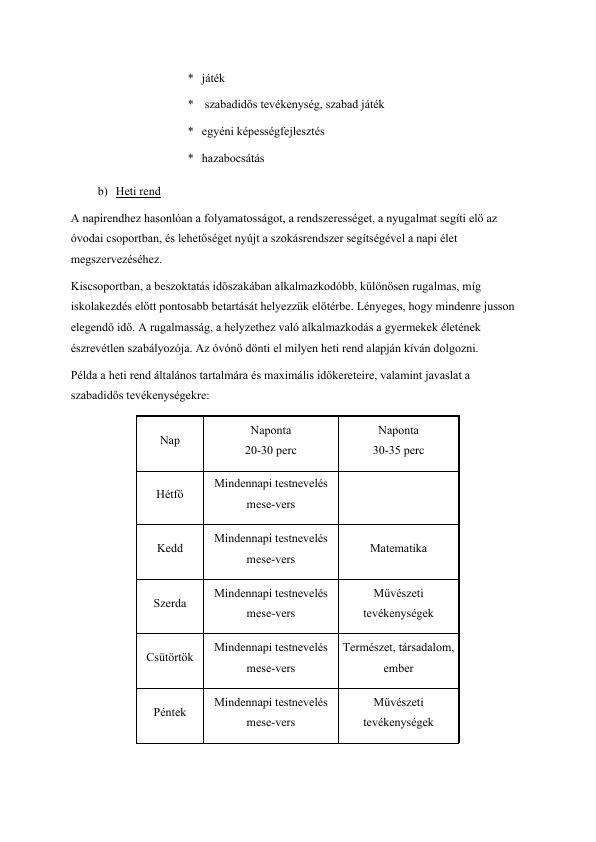 * játék
* szabadidős tevékenység, szabad játék
* egyéni képességfejlesztés
* hazabocsátás
b) Heti rend
A napirendhez hasonlóan a folyamatosságot, a rendszerességet, a nyugalmat segíti elő az
óvodai csoportban, és lehetőséget nyújt a szokásrendszer segítségével a napi élet
megszervezéséhez.
Kiscsoportban, a beszoktatás időszakában alkalmazkodóbb, különösen rugalmas, míg
iskolakezdés előtt pontosabb betartását helyezzük előtérbe. Lényeges, hogy mindenre jusson
elegendő idő. A rugalmasság, a helyzethez való alkalmazkodás a gyermekek életének
észrevétlen szabályozója. Az óvónő dönti el milyen heti rend alapján kíván dolgozni.
Példa a heti rend általános tartalmára és maximális időkereteire, valamint javaslat a
szabadidős tevékenységekre:
Nap
Naponta
20-30 perc
Naponta
30-35 perc
Hétfő
Mindennapi testnevelés
mese-vers
Kedd
Mindennapi testnevelés
mese-vers
Matematika
Szerda
Mindennapi testnevelés
mese-vers
Művészeti
tevékenységek
Csütörtök
Mindennapi testnevelés
mese-vers
Természet, társadalom,
ember
Péntek
Mindennapi testnevelés
mese-vers
Művészeti
tevékenységek